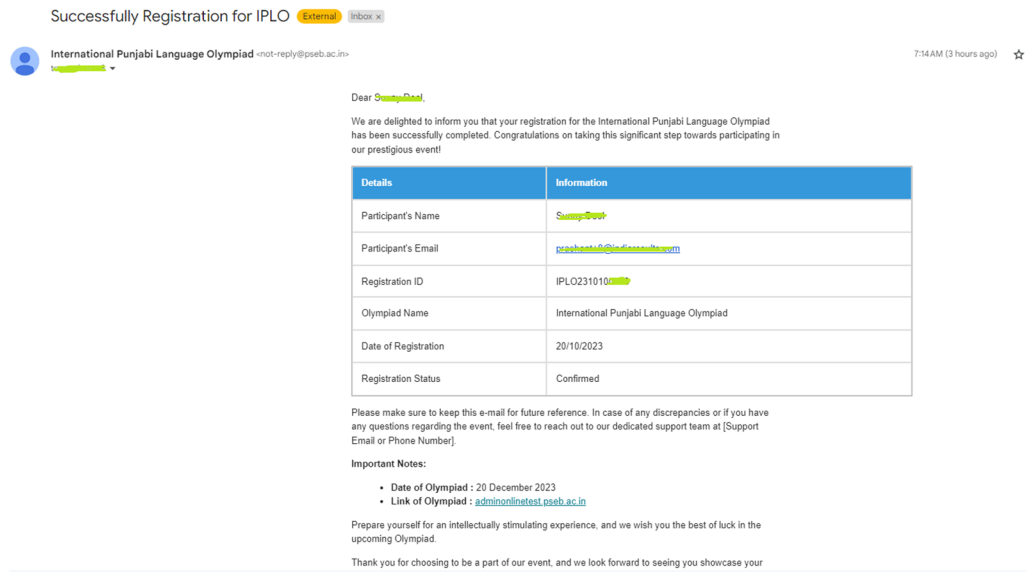 Successfully Registration for IPLO External Inbox ×
International Punjabi Language Olympiad <not-reply@pseb.ac.in>
7:14 AM (3 hours ago)
Dear
We are delighted to inform you that your registration for the International Punjabi Language Olympiad
has been successfully completed. Congratulations on taking this significant step towards participating in
our prestigious event!
Details Information
Participant's Name
Participant's Email
Registration ID IPLO231010
Olympiad Name International Punjabi Language Olympiad
Date of Registration 20/10/2023
Registration Status Confirmed
Please make sure to keep this e-mail for future reference. In case of any discrepancies or if you have
any questions regarding the event, feel free to reach out to our dedicated support team at [Support
Email or Phone Number].
Important Notes:
• Date of Olympiad : 20 December 2023
• Link of Olympiad : adminonlinetest.pseb.ac.in
Prepare yourself for an intellectually stimulating experience, and we wish you the best of luck in the
upcoming Olympiad.
Thank you for choosing to be a part of our event, and we look forward to seeing you showcase your